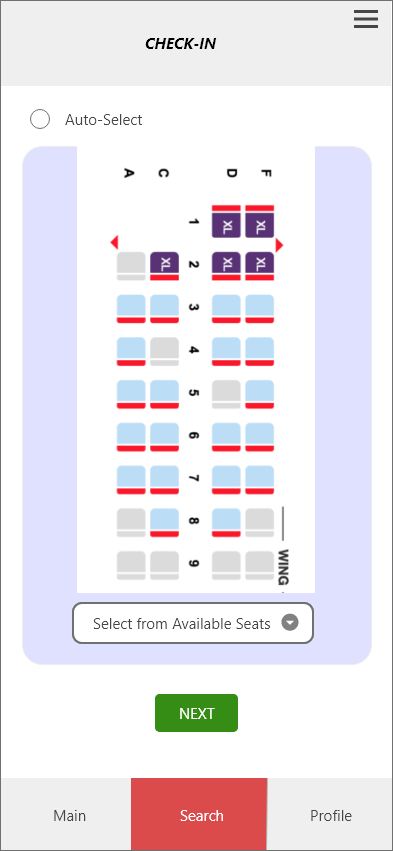 CHECK-IN
Auto-Select
A C D F
1 XL XL
2 XL XL XL
3
4
5
6
7
8
9
WING
Select from Available Seats
NEXT
Main Search Profile